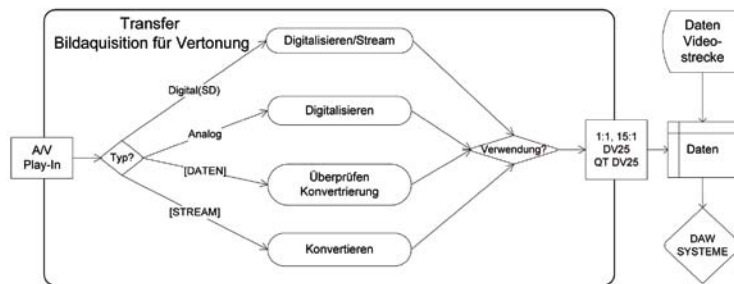 Transfer
Bildaquisition für Vertonung
Digitalisieren/Stream
Daten
Video-
strecke
Digital(SD)
Digitalisieren
Analog
A/V
Play-In
Typ?
Verwendung?
1:1, 15:1
DV25
QT DV25
Daten
[DATEN]
Überprüfen
Konvertrierung
[STREAM]
Konvertieren
DAW
SYSTEME